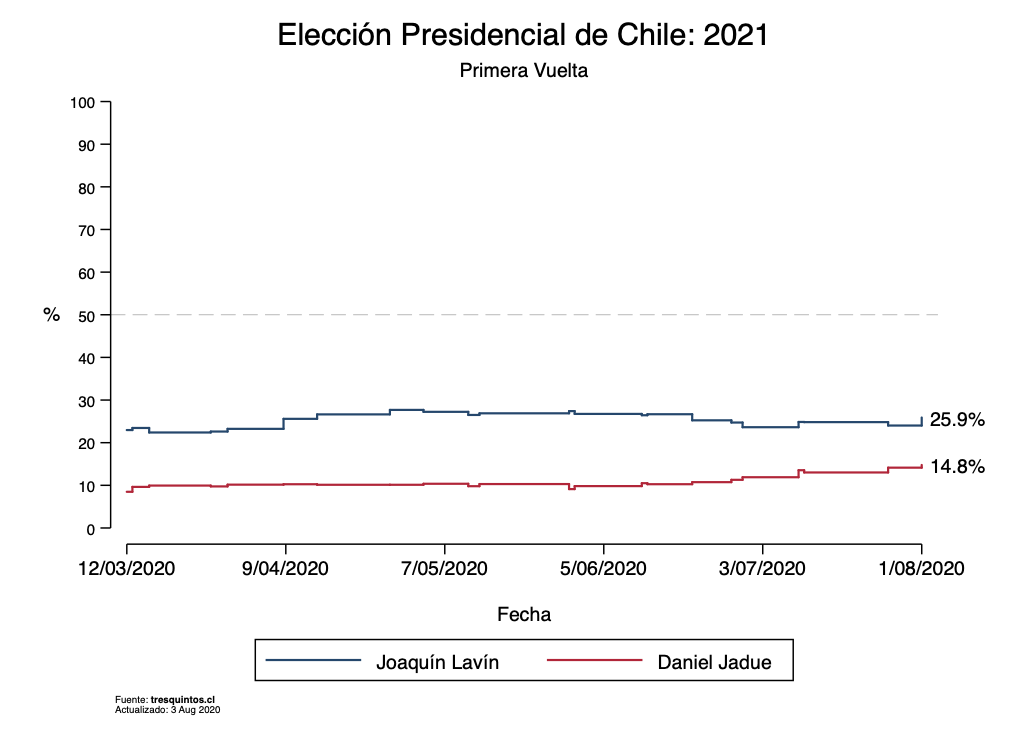 Elección Presidencial de Chile: 2021
Primera Vuelta
100
90
80
70
60
% 50
40
30
20
10
0
25.9%
14.8%
12/03/2020 9/04/2020 7/05/2020 5/06/2020 3/07/2020 1/08/2020
Fecha
Joaquín Lavín Daniel Jadue
Fuente: tresquintos.cl
Actualizado: 3 Aug 2020